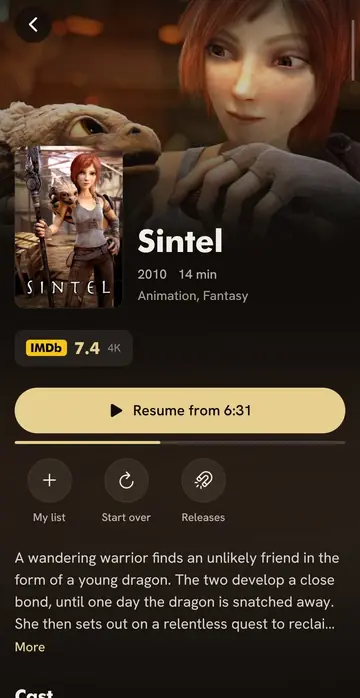 SINTEL
Sintel
2010 14 min
Animation, Fantasy
IMDb 7.4 4K
Resume from 6:31
My list
Start over
Releases
A wandering warrior finds an unlikely friend in the
form of a young dragon. The two develop a close
bond, until one day the dragon is snatched away.
She then sets out on a relentless quest to reclai...
More
Cast